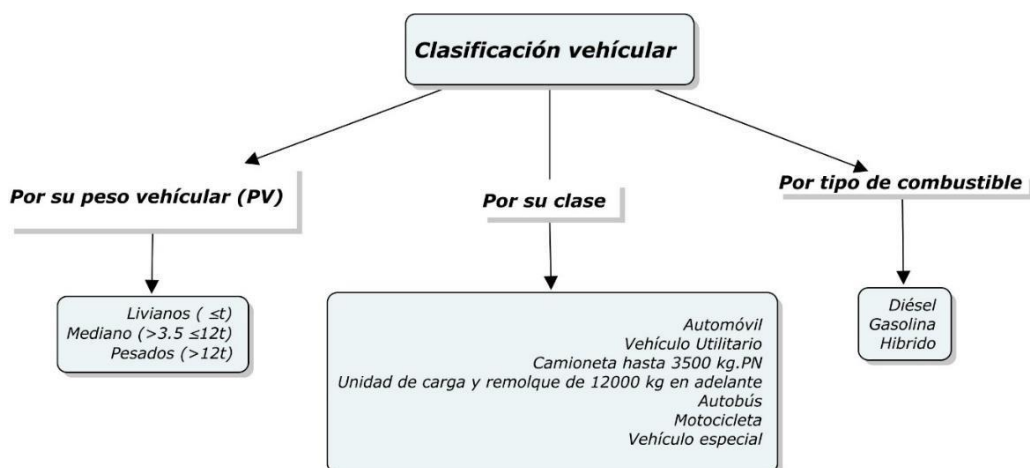 Clasificación vehícular
Por su peso vehícular (PV)
Livianos ( ≤t)
Mediano (>3.5 ≤12t)
Pesados (>12t)
Por su clase
Automóvil
Vehículo Utilitario
Camioneta hasta 3500 kg.PN
Unidad de carga y remolque de 12000 kg en adelante
Autobús
Motocicleta
Vehículo especial
Por tipo de combustible
Diésel
Gasolina
Hibrido